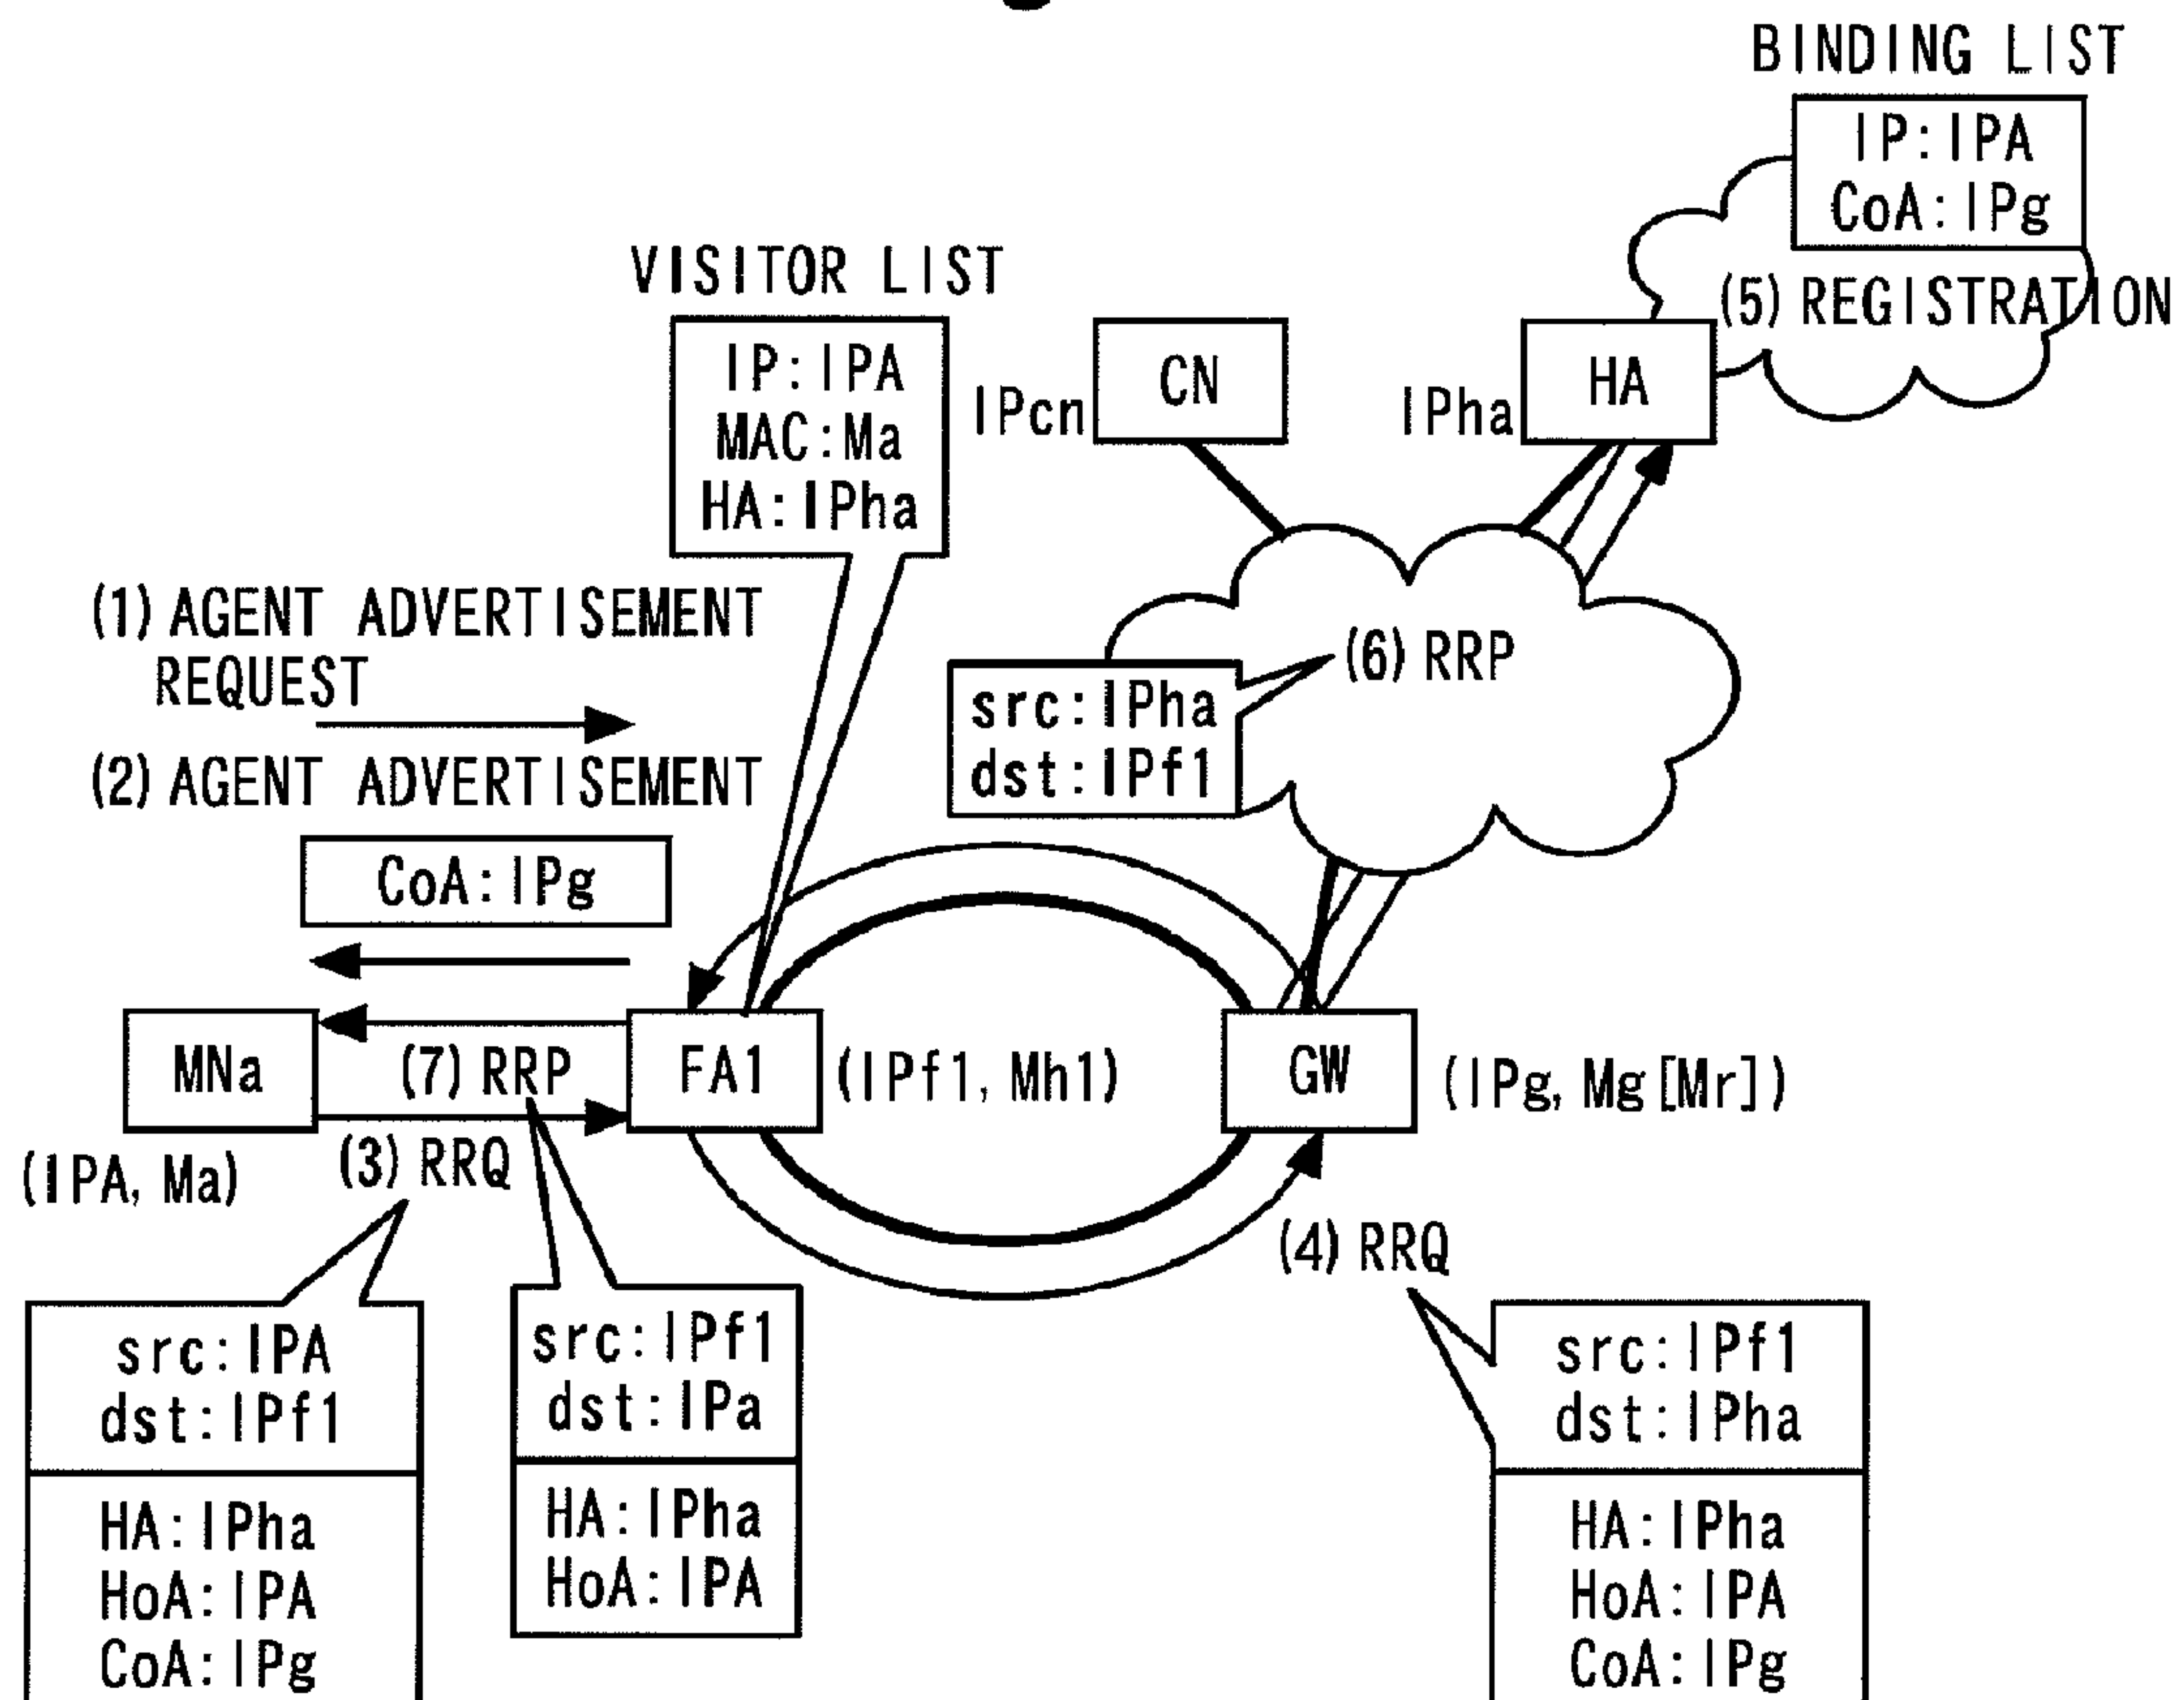 BINDING LIST
IP:IPA
CoA:IPg
(5) REGISTRATION
VISITOR LIST
IP:IPA
MAC:Ma
HA:IPha
IPcn
CN
IPha
HA
(1) AGENT ADVERTISEMENT
REQUEST
(2) AGENT ADVERTISEMENT
CoA:IPg
(6) RRP
src:IPha
dst:IPf1
MNa
(IPA, Ma)
(7) RRP
(3) RRQ
FA1
(IPf1, Mh1)
GW
(IPg, Mg[Mr])
(4) RRQ
src:IPA
dst:IPf1
HA:IPha
HoA:IPA
CoA:IPg
src:IPf1
dst:IPa
HA:IPha
HoA:IPA
src:IPf1
dst:IPha
HA:IPha
HoA:IPA
CoA:IPg